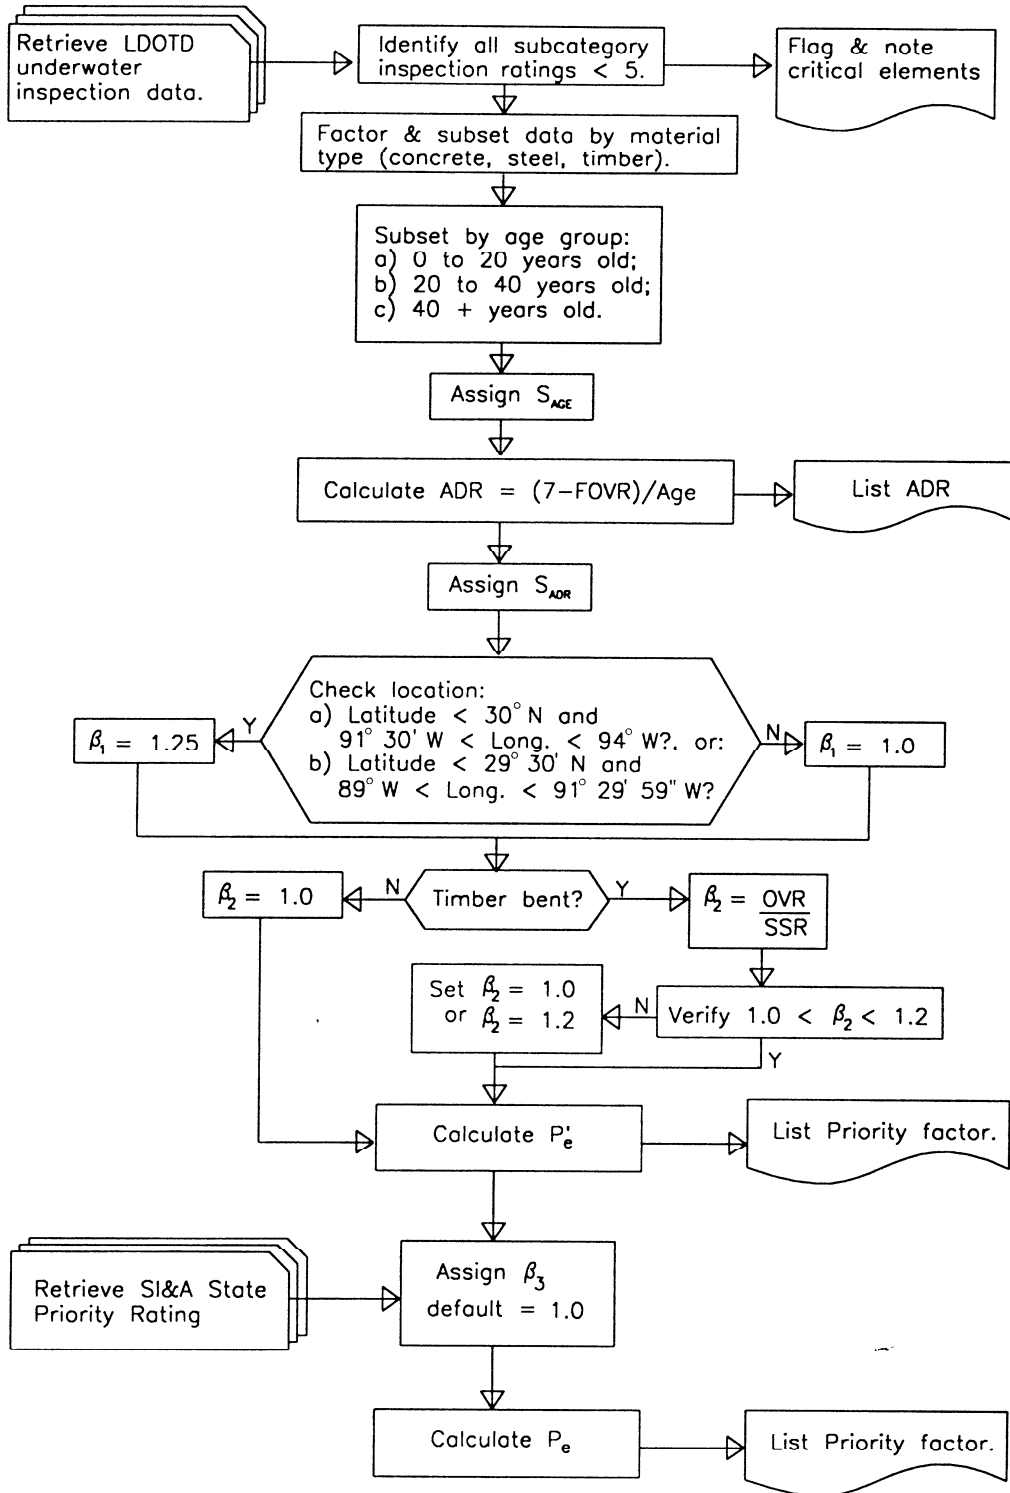 Retrieve LDOTD
underwater
inspection data.
Identify all subcategory
inspection ratings < 5.
Flag & note
critical elements
Factor & subset data by material
type (concrete, steel, timber).
Subset by age group:
a) 0 to 20 years old;
b) 20 to 40 years old;
c) 40 + years old.
Assign S_AGE
Calculate ADR = (7-FOVR)/Age
List ADR
Assign S_ADR
Check location:
a) Latitude < 30° N and
91° 30' W < Long. < 94° W?. or:
b) Latitude < 29° 30' N and
89° W < Long. < 91° 29' 59" W?
Y
β₁ = 1.25
N
β₁ = 1.0
Timber bent?
N
β₂ = 1.0
Y
β₂ = OVR
SSR
Set β₂ = 1.0
or β₂ = 1.2
N
Verify 1.0 < β₂ < 1.2
Y
Calculate P'e
List Priority factor.
Retrieve SI&A State
Priority Rating
Assign β₃
default = 1.0
Calculate Pe
List Priority factor.